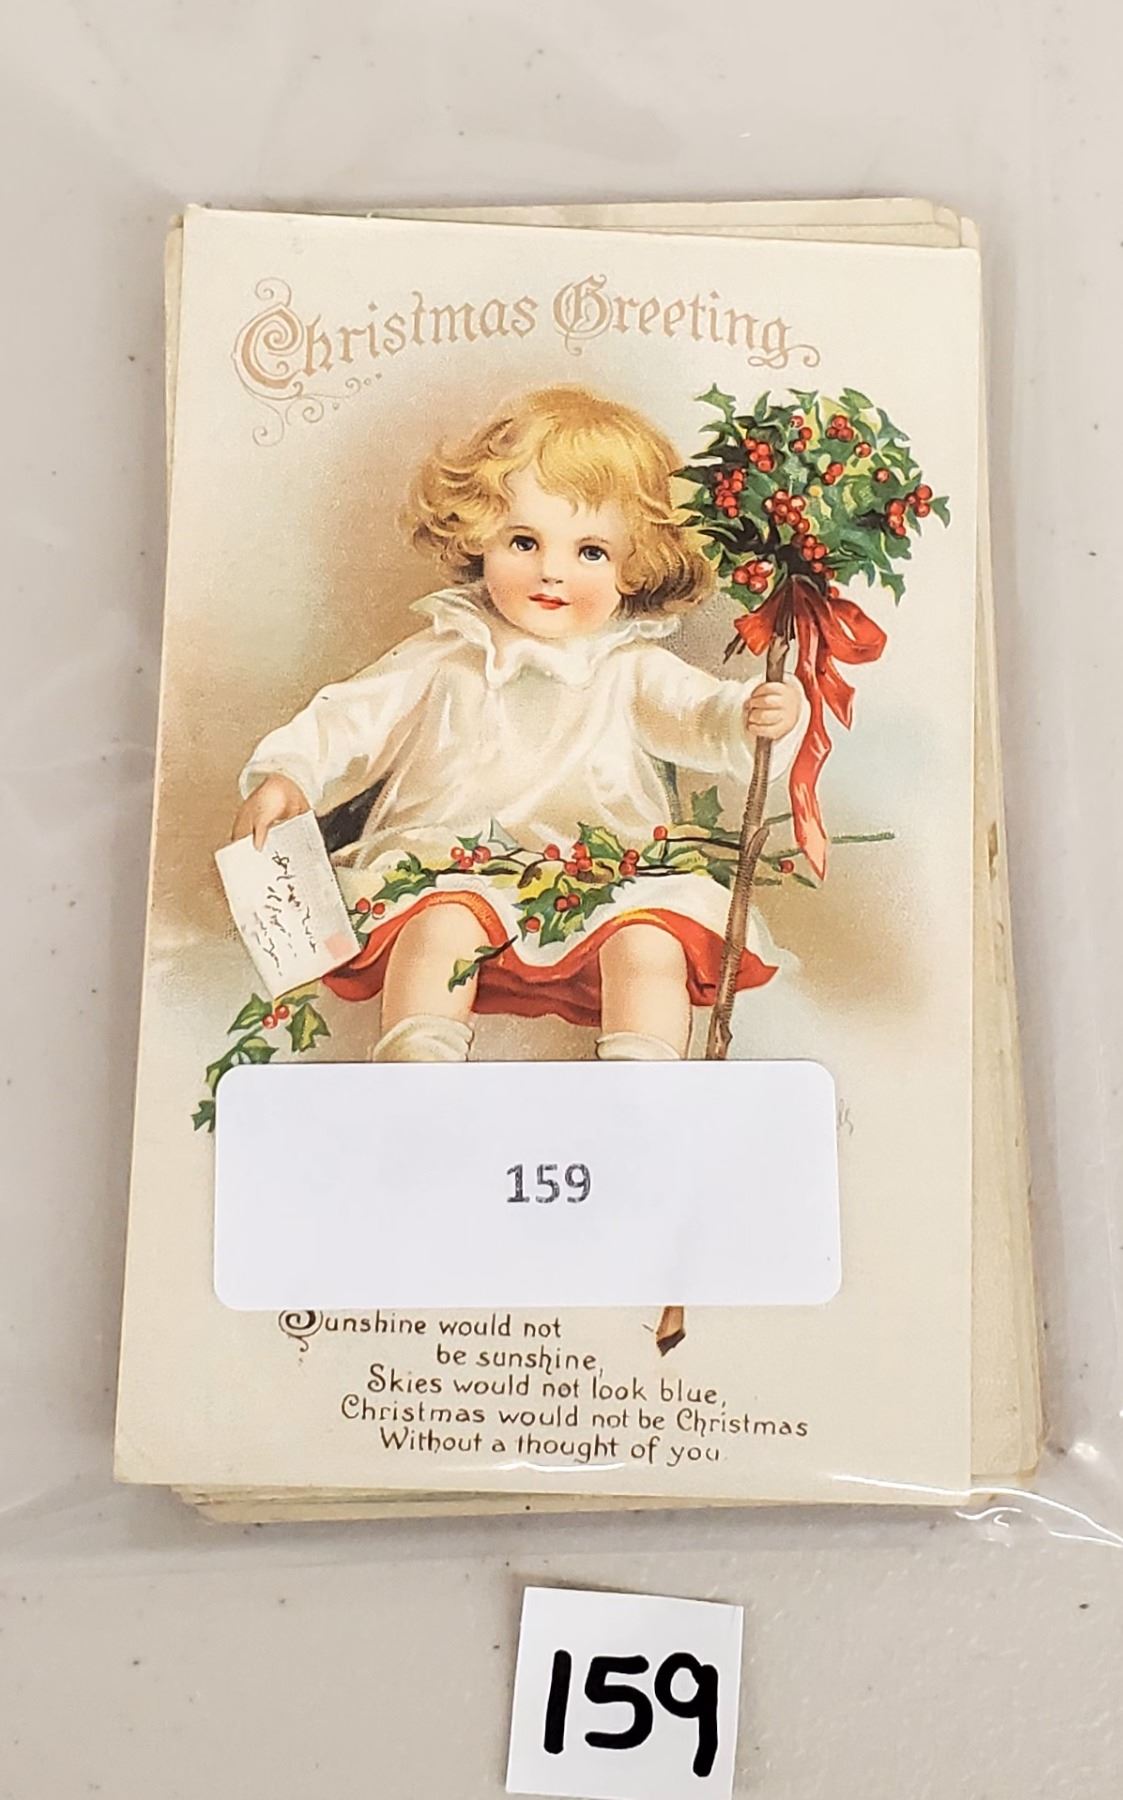 Christmas Greeting
159
Sunshine would not
be sunshine,
Skies would not look blue,
Christmas would not be Christmas
Without a thought of you.
159